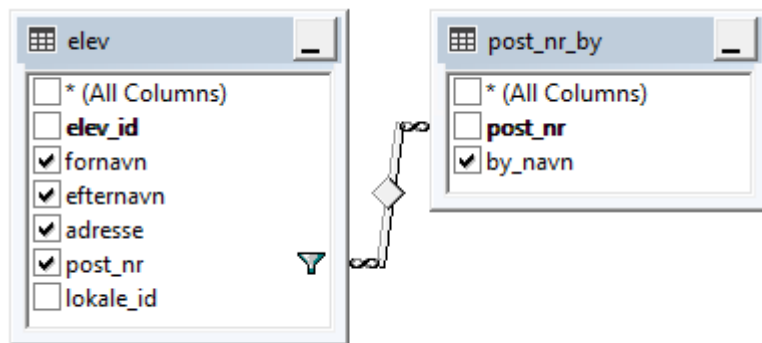 elev
* (All Columns)
elev_id
fornavn
efternavn
adresse
post_nr
lokale_id
post_nr_by
* (All Columns)
post_nr
by_navn